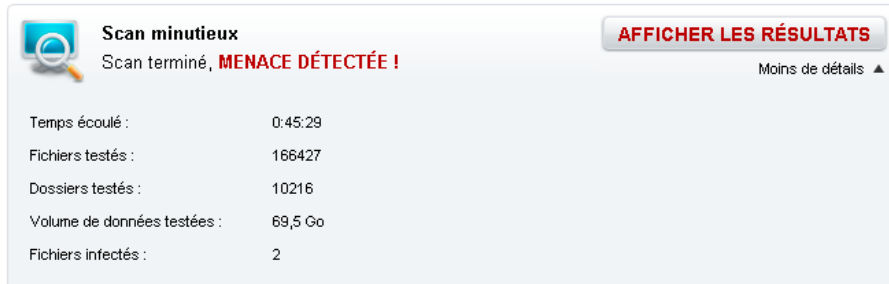 Scan minutieux
AFFICHER LES RÉSULTATS
Scan terminé, MENACE DÉTECTÉE !
Moins de détails ▲
Temps écoulé : 0:45:29
Fichiers testés : 166427
Dossiers testés : 10216
Volume de données testées : 69,5 Go
Fichiers infectés : 2